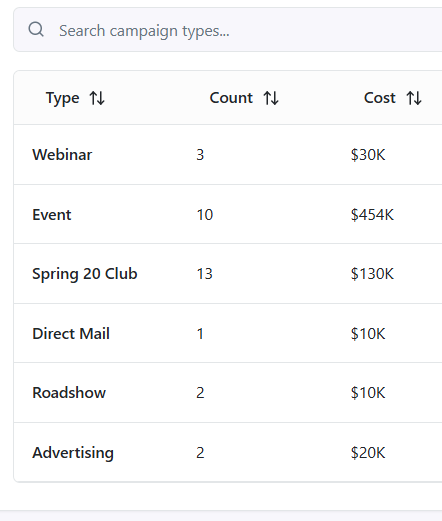 Search campaign types...
Type Count Cost
Webinar 3 $30K
Event 10 $454K
Spring 20 Club 13 $130K
Direct Mail 1 $10K
Roadshow 2 $10K
Advertising 2 $20K